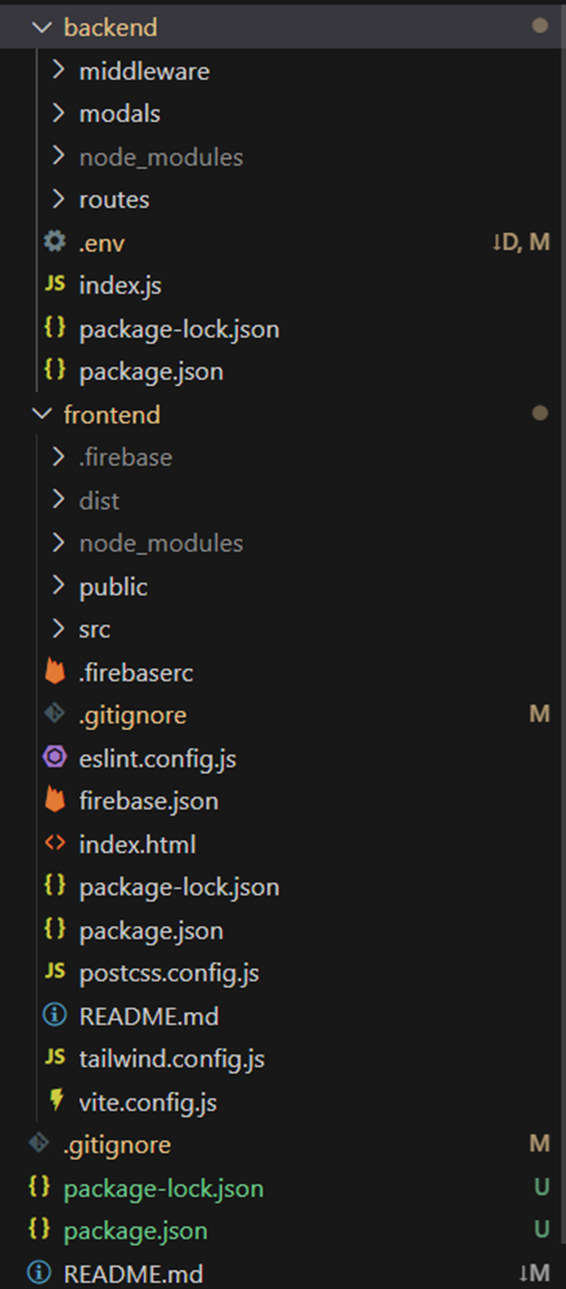 backend
middleware
modals
node_modules
routes
.env ↓D, M
JS index.js
{} package-lock.json
{} package.json
frontend
.firebase
dist
node_modules
public
src
.firebaserc
.gitignore M
eslint.config.js
firebase.json
<> index.html
{} package-lock.json
{} package.json
JS postcss.config.js
README.md
JS tailwind.config.js
vite.config.js
.gitignore M
{} package-lock.json U
{} package.json U
README.md ↓M